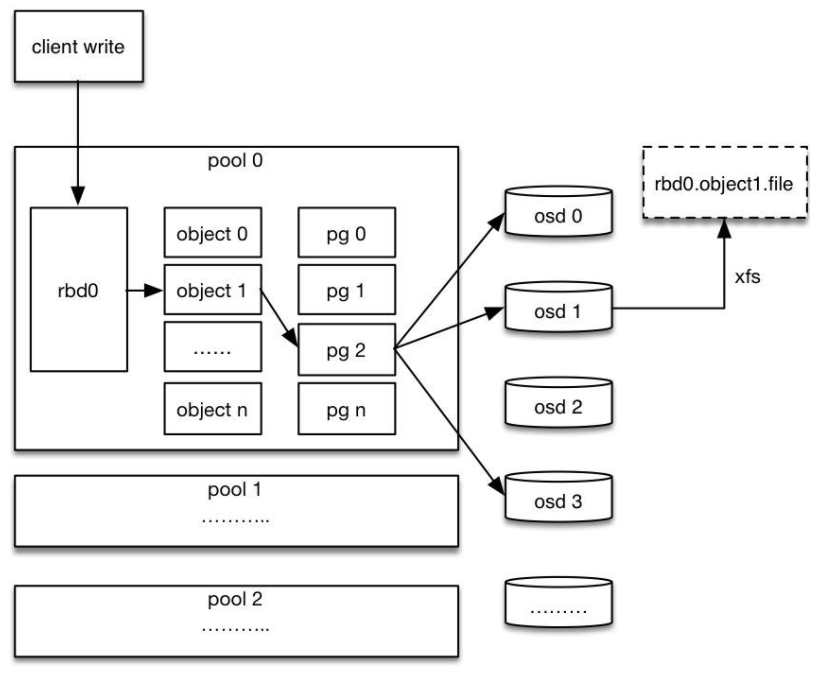 client write
pool 0
rbd0
object 0
object 1
......
object n
pg 0
pg 1
pg 2
pg n
osd 0
osd 1
osd 2
osd 3
.........
rbd0.object1.file
xfs
pool 1
...........
pool 2
...........